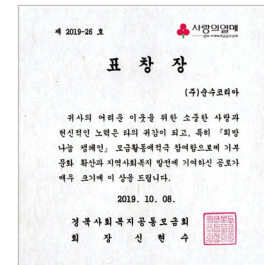 제 2019-26 호
사랑의열매
표 창 장
(주)순수코리아
귀사의 어려운 이웃을 위한 소중한 사랑과
헌신적인 노력은 타의 귀감이 되고, 특히 「희망
나눔 캠페인」 모금활동에적극 참여함으로써 기부
문화 확산과 지역사회복지 발전에 기여하신 공로가
매우 크기에 이 상을 드립니다.
2019. 10. 08.
경북사회복지공동모금회
회 장 신 현 수